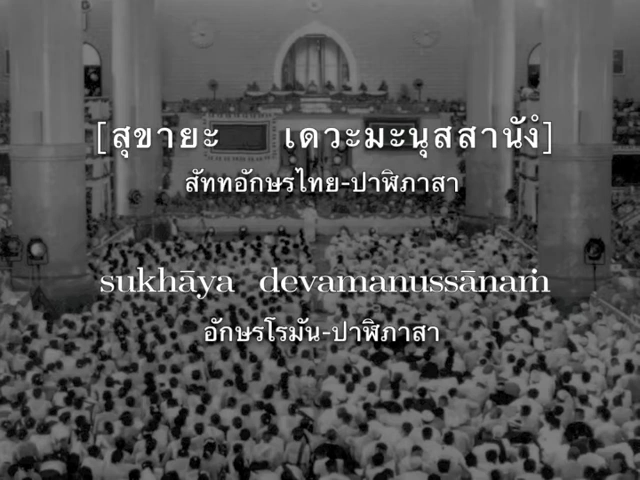 [สุขายะ เดวะมะนุสสานังํ]
สัททอักษรไทย-ปาฬิภาสา
sukhāya devamanussānaṁ
อักษรโรมัน-ปาฬิภาสา